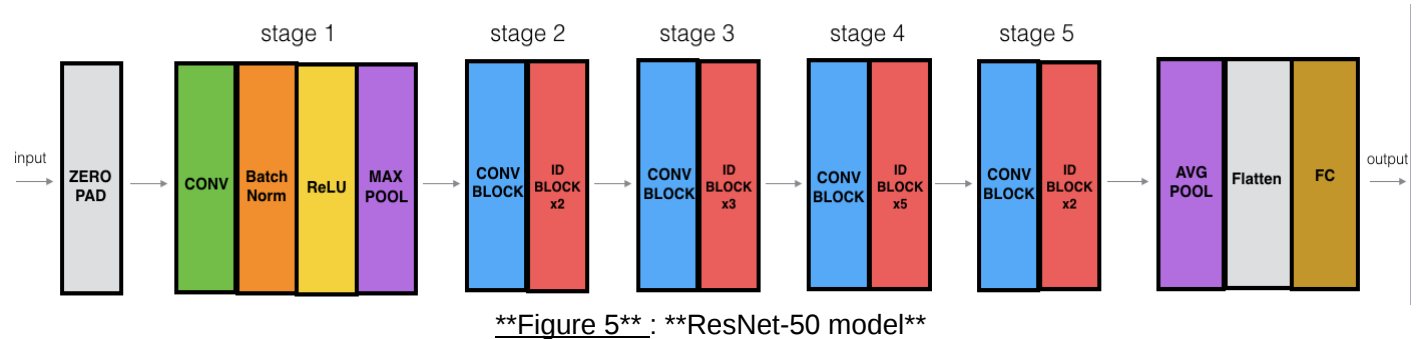 stage 1
stage 2
stage 3
stage 4
stage 5
input
ZERO
PAD
CONV
Batch
Norm
ReLU
MAX
POOL
CONV
BLOCK
ID
BLOCK
x2
CONV
BLOCK
ID
BLOCK
x3
CONV
BLOCK
ID
BLOCK
x5
CONV
BLOCK
ID
BLOCK
x2
AVG
POOL
Flatten
FC
output
**Figure 5** : **ResNet-50 model**